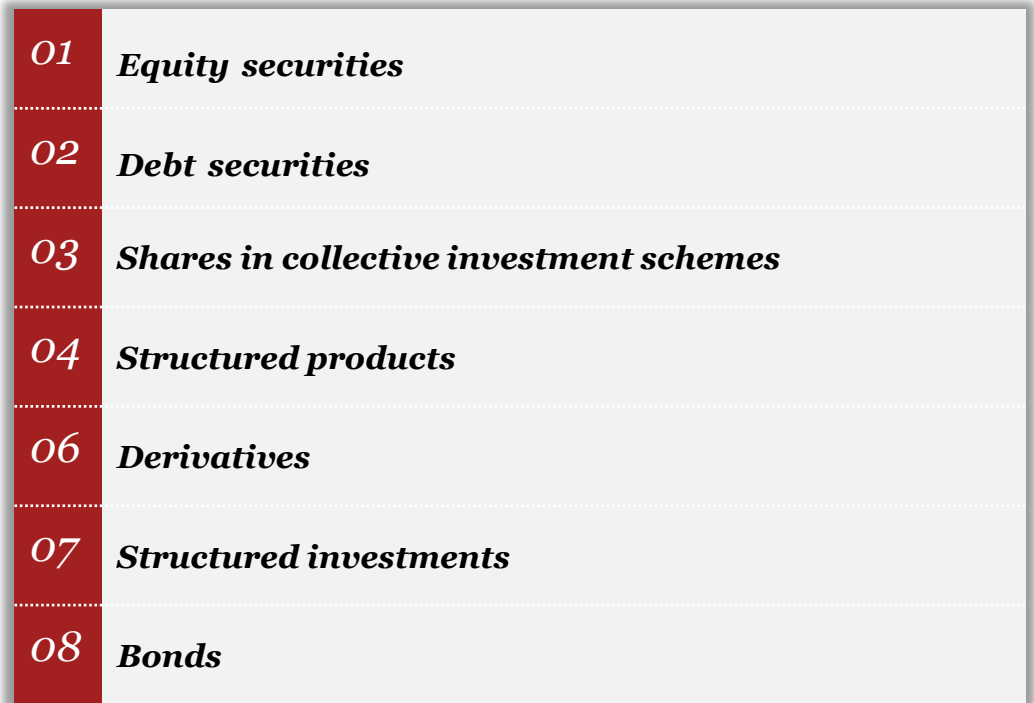 01 Equity securities
02 Debt securities
03 Shares in collective investment schemes
04 Structured products
06 Derivatives
07 Structured investments
08 Bonds